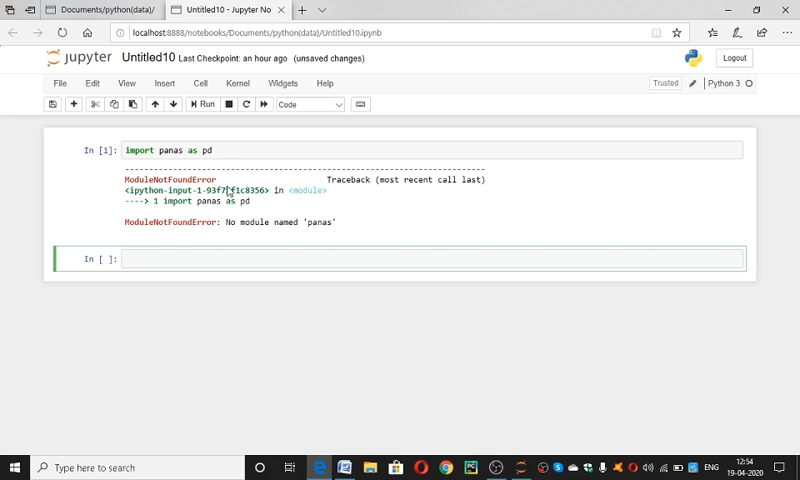 Documents/python(data)/
Untitled10 - Jupyter No
localhost:8888/notebooks/Documents/python(data)/Untitled10.ipynb
jupyter Untitled10 Last Checkpoint: an hour ago (unsaved changes)
Logout
File Edit View Insert Cell Kernel Widgets Help
Trusted
Python 3
Run
Code
In [1]: import panas as pd
---------------------------------------------------------------------------
ModuleNotFoundError Traceback (most recent call last)
in <module>
----> 1 import panas as pd
ModuleNotFoundError: No module named 'panas'
In [ ]:
Type here to search
PC
ENG
12:54
19-04-2020